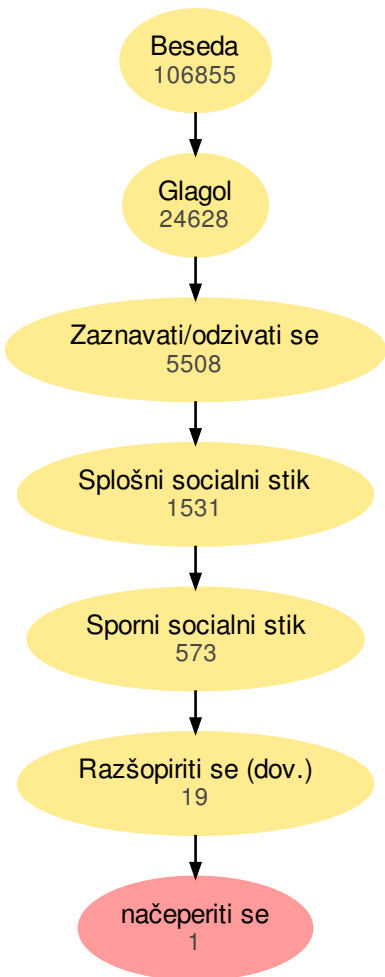 Beseda
106855
Glagol
24628
Zaznavati/odzivati se
5508
Splošni socialni stik
1531
Sporni socialni stik
573
Razšopiriti se (dov.)
19
načeperiti se
1